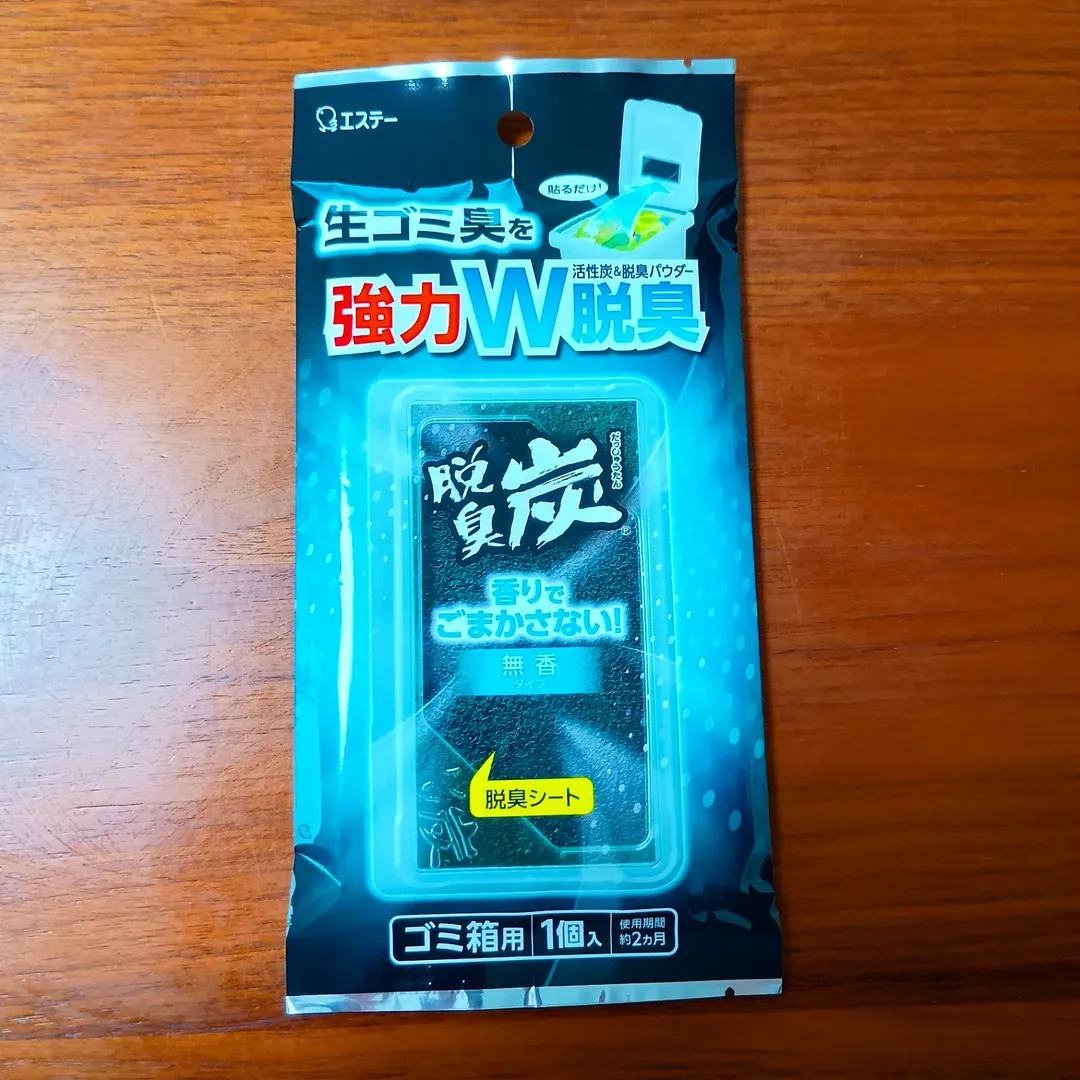 エステー
貼るだけ!
生ゴミ臭を
活性炭&脱臭パウダー
強力W脱臭
だっしゅうたん
脱臭炭
®
香りで
ごまかさない!
無香
タイプ
脱臭シート
ゴミ箱用 1個入 使用期間
約2ヵ月